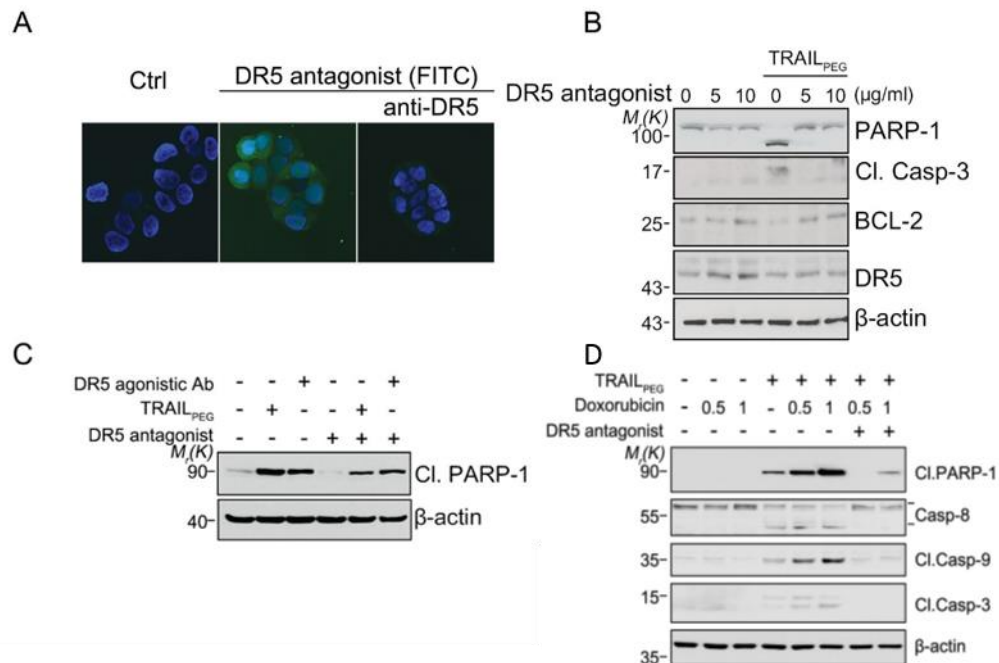 A
Ctrl
DR5 antagonist (FITC)
anti-DR5
B
TRAILPEG
DR5 antagonist 0 5 10 0 5 10 (µg/ml)
Mr(K)
100-
PARP-1
17-
Cl. Casp-3
25-
BCL-2
43-
DR5
43-
β-actin
C
DR5 agonistic Ab - - + - - +
TRAILPEG - + - - + -
DR5 antagonist - - - + + +
Mr(K)
90-
Cl. PARP-1
40-
β-actin
D
TRAILPEG - - - + + + + +
Doxorubicin - 0.5 1 - 0.5 1 0.5 1
DR5 antagonist - - - - - - + +
Mr(K)
90-
Cl.PARP-1
55-
Casp-8
35-
Cl.Casp-9
15-
Cl.Casp-3
35-
β-actin